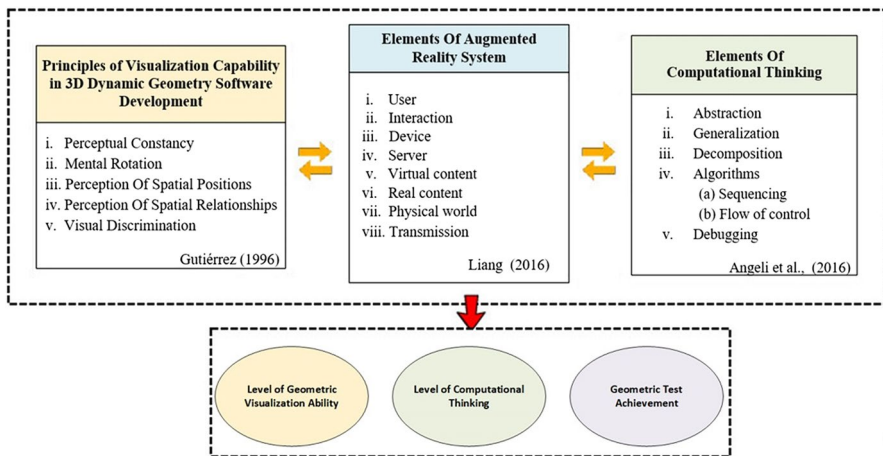 Principles of Visualization Capability
in 3D Dynamic Geometry Software
Development
i. Perceptual Constancy
ii. Mental Rotation
iii. Perception Of Spatial Positions
iv. Perception Of Spatial Relationships
v. Visual Discrimination
Gutiérrez (1996)
Elements Of Augmented
Reality System
i. User
ii. Interaction
iii. Device
iv. Server
v. Virtual content
vi. Real content
vii. Physical world
viii. Transmission
Liang (2016)
Elements Of
Computational Thinking
i. Abstraction
ii. Generalization
iii. Decomposition
iv. Algorithms
(a) Sequencing
(b) Flow of control
v. Debugging
Angeli et al., (2016)
Level of Geometric
Visualization Ability
Level of Computational
Thinking
Geometric Test
Achievement